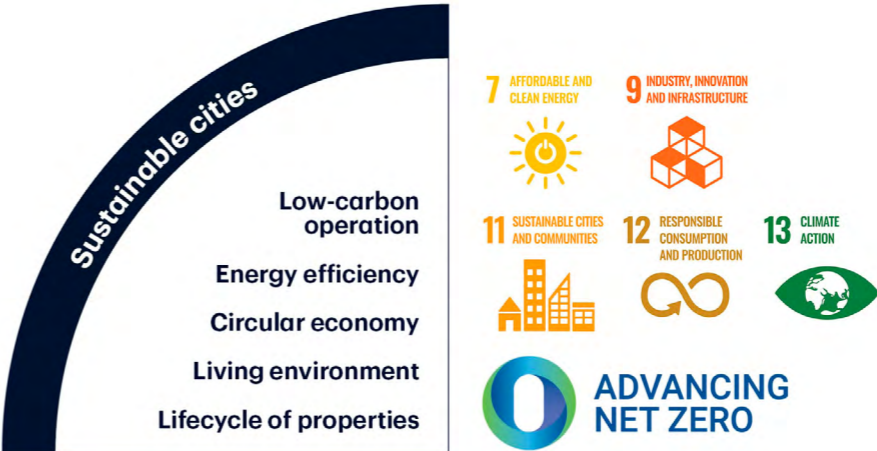 Sustainable cities
Low-carbon
operation
Energy efficiency
Circular economy
Living environment
Lifecycle of properties
7 AFFORDABLE AND
CLEAN ENERGY
9 INDUSTRY, INNOVATION
AND INFRASTRUCTURE
11 SUSTAINABLE CITIES
AND COMMUNITIES
12 RESPONSIBLE
CONSUMPTION
AND PRODUCTION
13 CLIMATE
ACTION
ADVANCING
NET ZERO